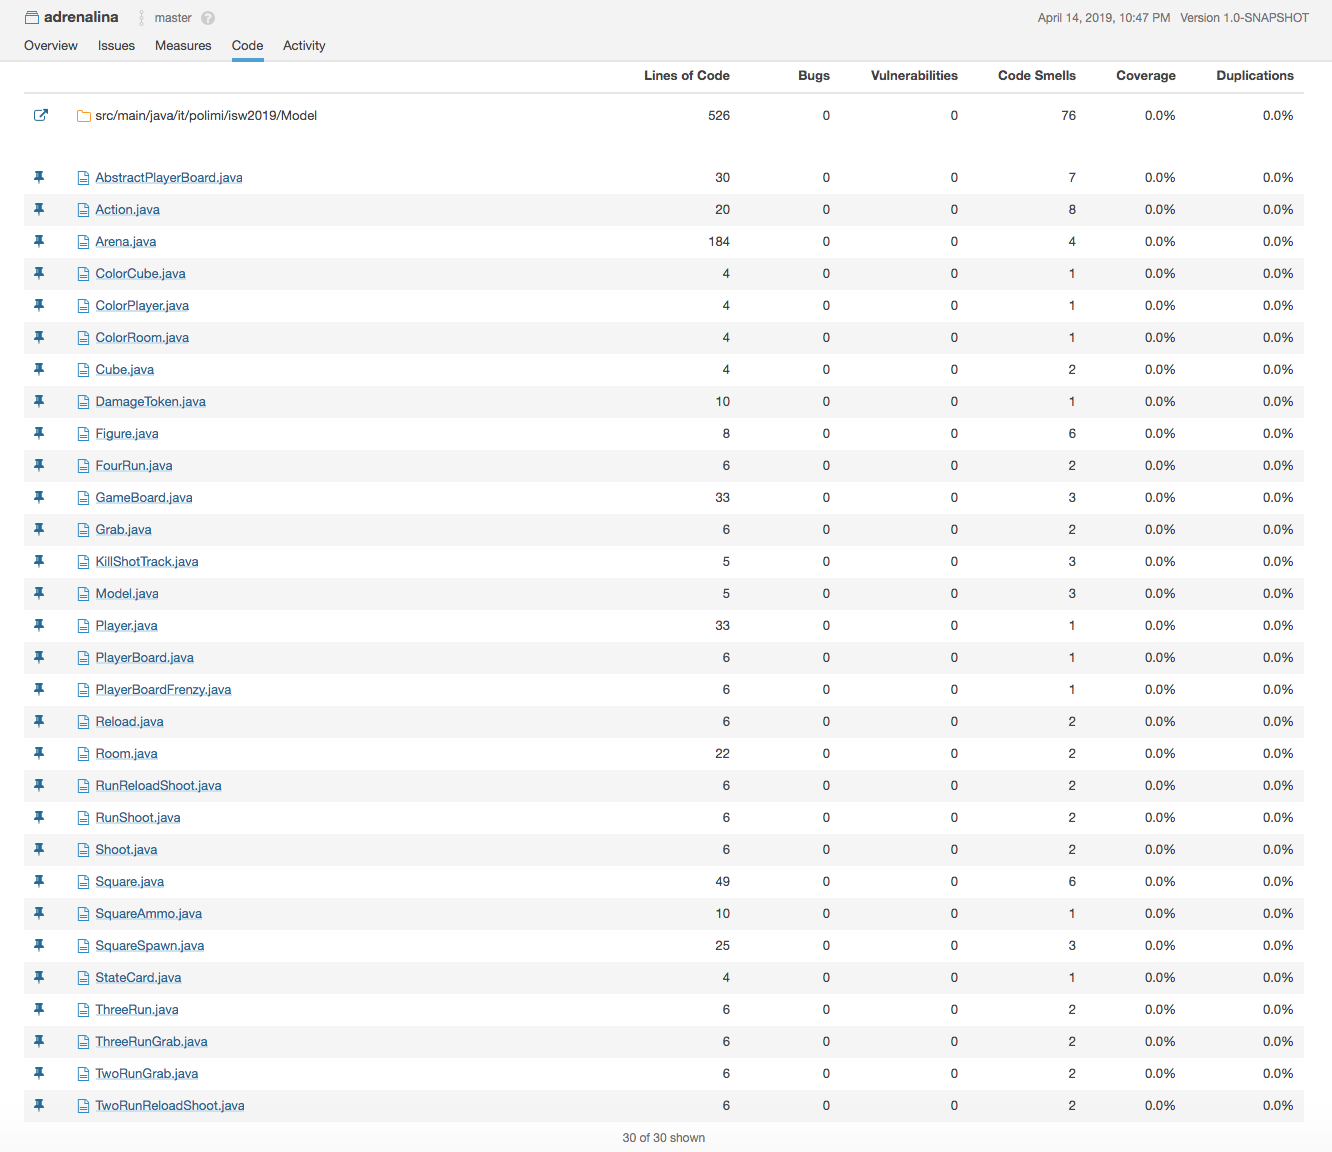 adrenalina master ? April 14, 2019, 10:47 PM Version 1.0-SNAPSHOT
Overview Issues Measures Code Activity
Lines of Code Bugs Vulnerabilities Code Smells Coverage Duplications
src/main/java/it/polimi/isw2019/Model 526 0 0 76 0.0% 0.0%
AbstractPlayerBoard.java 30 0 0 7 0.0% 0.0%
Action.java 20 0 0 8 0.0% 0.0%
Arena.java 184 0 0 4 0.0% 0.0%
ColorCube.java 4 0 0 1 0.0% 0.0%
ColorPlayer.java 4 0 0 1 0.0% 0.0%
ColorRoom.java 4 0 0 1 0.0% 0.0%
Cube.java 4 0 0 2 0.0% 0.0%
DamageToken.java 10 0 0 1 0.0% 0.0%
Figure.java 8 0 0 6 0.0% 0.0%
FourRun.java 6 0 0 2 0.0% 0.0%
GameBoard.java 33 0 0 3 0.0% 0.0%
Grab.java 6 0 0 2 0.0% 0.0%
KillShotTrack.java 5 0 0 3 0.0% 0.0%
Model.java 5 0 0 3 0.0% 0.0%
Player.java 33 0 0 1 0.0% 0.0%
PlayerBoard.java 6 0 0 1 0.0% 0.0%
PlayerBoardFrenzy.java 6 0 0 1 0.0% 0.0%
Reload.java 6 0 0 2 0.0% 0.0%
Room.java 22 0 0 2 0.0% 0.0%
RunReloadShoot.java 6 0 0 2 0.0% 0.0%
RunShoot.java 6 0 0 2 0.0% 0.0%
Shoot.java 6 0 0 2 0.0% 0.0%
Square.java 49 0 0 6 0.0% 0.0%
SquareAmmo.java 10 0 0 1 0.0% 0.0%
SquareSpawn.java 25 0 0 3 0.0% 0.0%
StateCard.java 4 0 0 1 0.0% 0.0%
ThreeRun.java 6 0 0 2 0.0% 0.0%
ThreeRunGrab.java 6 0 0 2 0.0% 0.0%
TwoRunGrab.java 6 0 0 2 0.0% 0.0%
TwoRunReloadShoot.java 6 0 0 2 0.0% 0.0%
30 of 30 shown